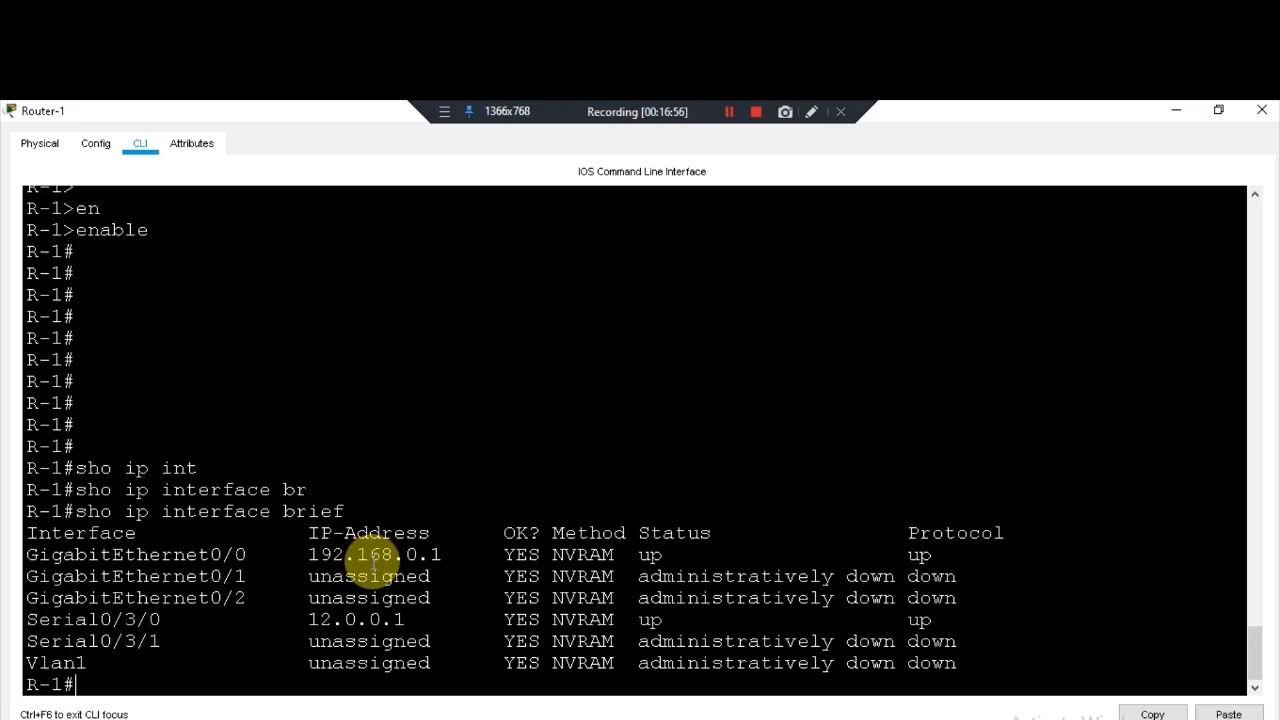 Router-1
1366x768
Recording [00:16:56]
Physical Config CLI Attributes
IOS Command Line Interface
R-1>
R-1>en
R-1>enable
R-1#
R-1#
R-1#
R-1#
R-1#
R-1#
R-1#
R-1#
R-1#
R-1#
R-1#sho ip int
R-1#sho ip interface br
R-1#sho ip interface brief
Interface IP-Address OK? Method Status Protocol
GigabitEthernet0/0 192.168.0.1 YES NVRAM up up
GigabitEthernet0/1 unassigned YES NVRAM administratively down down
GigabitEthernet0/2 unassigned YES NVRAM administratively down down
Serial0/3/0 12.0.0.1 YES NVRAM up up
Serial0/3/1 unassigned YES NVRAM administratively down down
Vlan1 unassigned YES NVRAM administratively down down
R-1#
Ctrl+F6 to exit CLI focus
Copy Paste